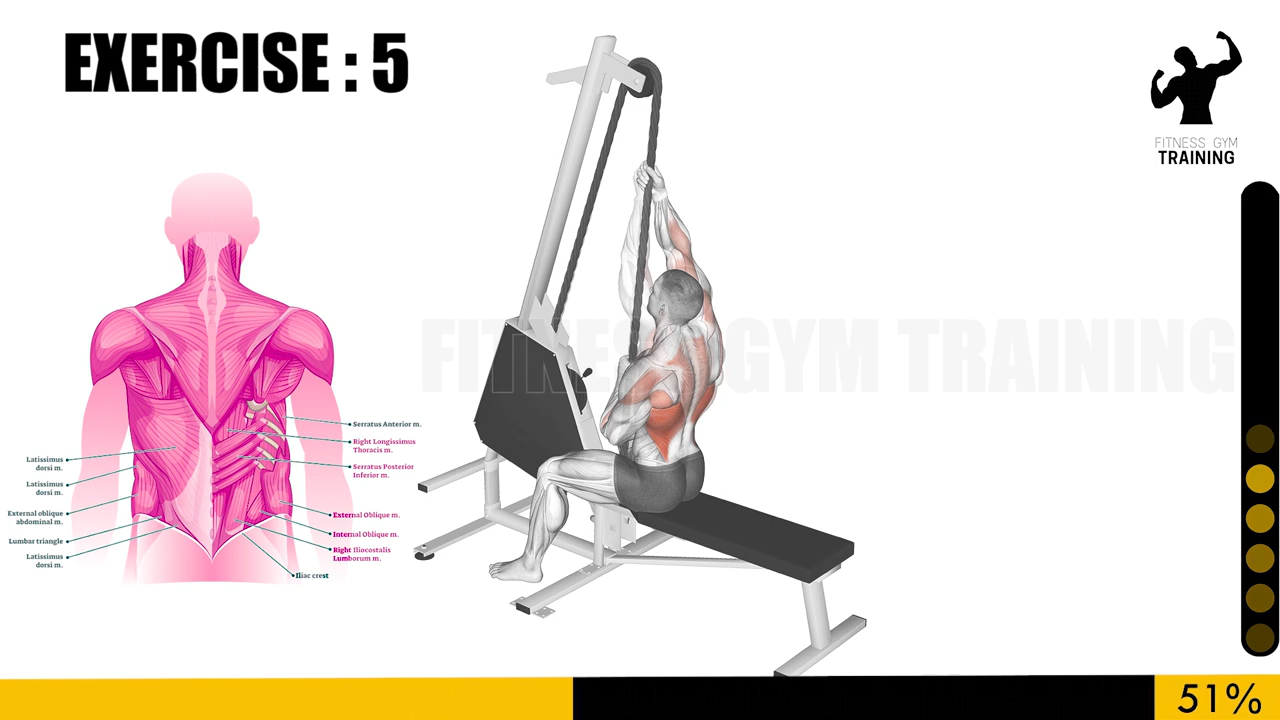 EXERCISE : 5
FITNESS GYM
TRAINING
FITNESS GYM TRAINING
Serratus Anterior m.
Right Longissimus
Thoracis m.
Serratus Posterior
Inferior m.
External Oblique m.
Internal Oblique m.
Right Iliocostalis
Lumborum m.
Iliac crest
Latissimus
dorsi m.
Latissimus
dorsi m.
External oblique
abdominal m.
Lumbar triangle
Latissimus
dorsi m.
51%